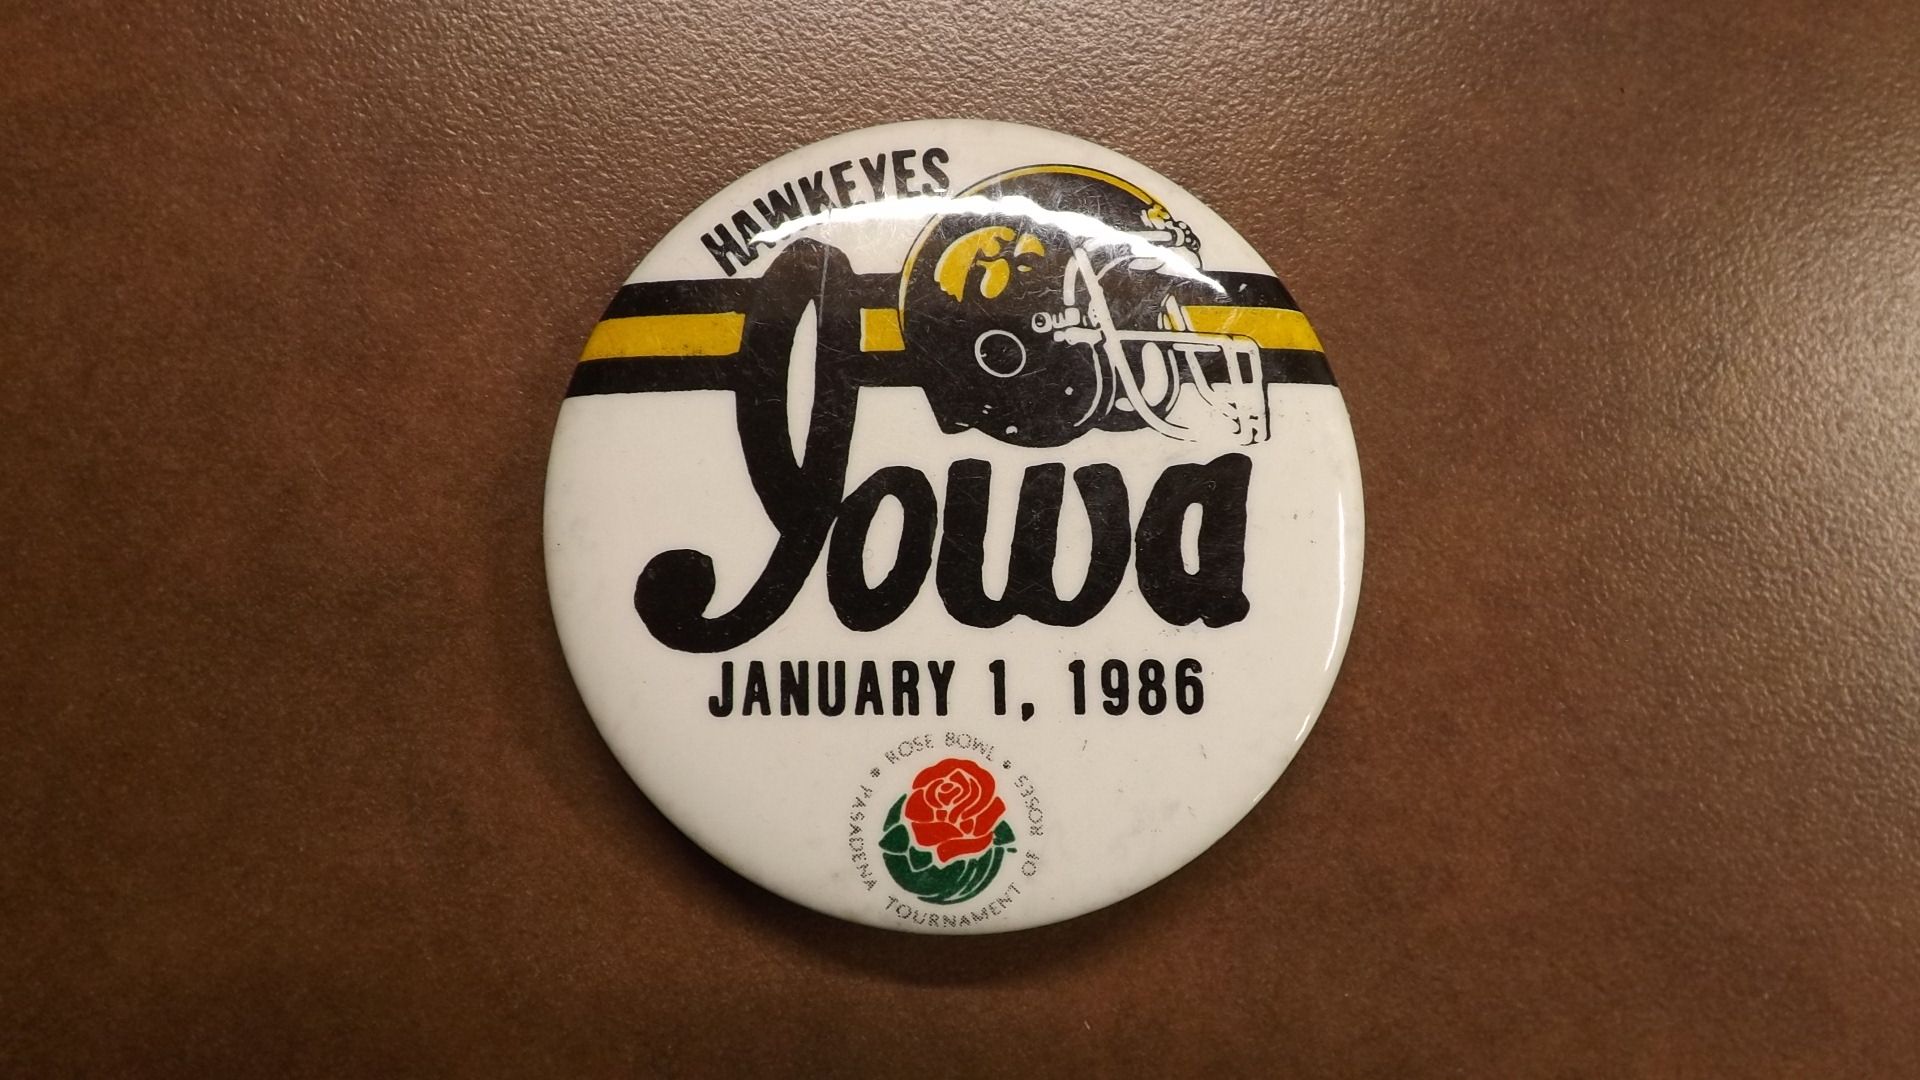 HAWKEYES
Iowa
JANUARY 1, 1986
• ROSE BOWL •
PASADENA TOURNAMENT OF ROSES